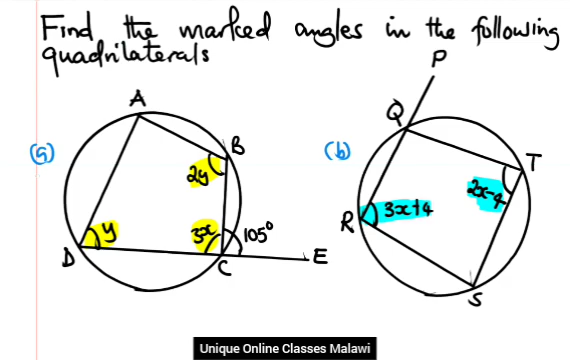 Find the marked angles in the following
quadrilaterals
(a)
A
B
2y
y
3x
105°
D
C
E
(b)
P
Q
T
2x-4
3x+4
R
S
Unique Online Classes Malawi